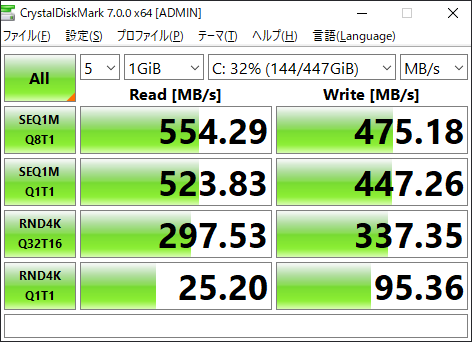 CrystalDiskMark 7.0.0 x64 [ADMIN]
ファイル(F) 設定(S) プロファイル(P) テーマ(T) ヘルプ(H) 言語(Language)
All 5 1GiB C: 32% (144/447GiB) MB/s
Read [MB/s] Write [MB/s]
SEQ1M Q8T1 554.29 475.18
SEQ1M Q1T1 523.83 447.26
RND4K Q32T16 297.53 337.35
RND4K Q1T1 25.20 95.36